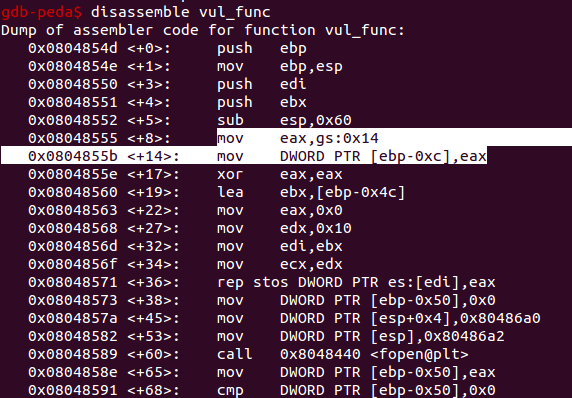 gdb-peda$ disassemble vul_func
Dump of assembler code for function vul_func:
0x0804854d <+0>: push ebp
0x0804854e <+1>: mov ebp,esp
0x08048550 <+3>: push edi
0x08048551 <+4>: push ebx
0x08048552 <+5>: sub esp,0x60
0x08048555 <+8>: mov eax,gs:0x14
0x0804855b <+14>: mov DWORD PTR [ebp-0xc],eax
0x0804855e <+17>: xor eax,eax
0x08048560 <+19>: lea ebx,[ebp-0x4c]
0x08048563 <+22>: mov eax,0x0
0x08048568 <+27>: mov edx,0x10
0x0804856d <+32>: mov edi,ebx
0x0804856f <+34>: mov ecx,edx
0x08048571 <+36>: rep stos DWORD PTR es:[edi],eax
0x08048573 <+38>: mov DWORD PTR [ebp-0x50],0x0
0x0804857a <+45>: mov DWORD PTR [esp+0x4],0x80486a0
0x08048582 <+53>: mov DWORD PTR [esp],0x80486a2
0x08048589 <+60>: call 0x8048440 <fopen@plt>
0x0804858e <+65>: mov DWORD PTR [ebp-0x50],eax
0x08048591 <+68>: cmp DWORD PTR [ebp-0x50],0x0